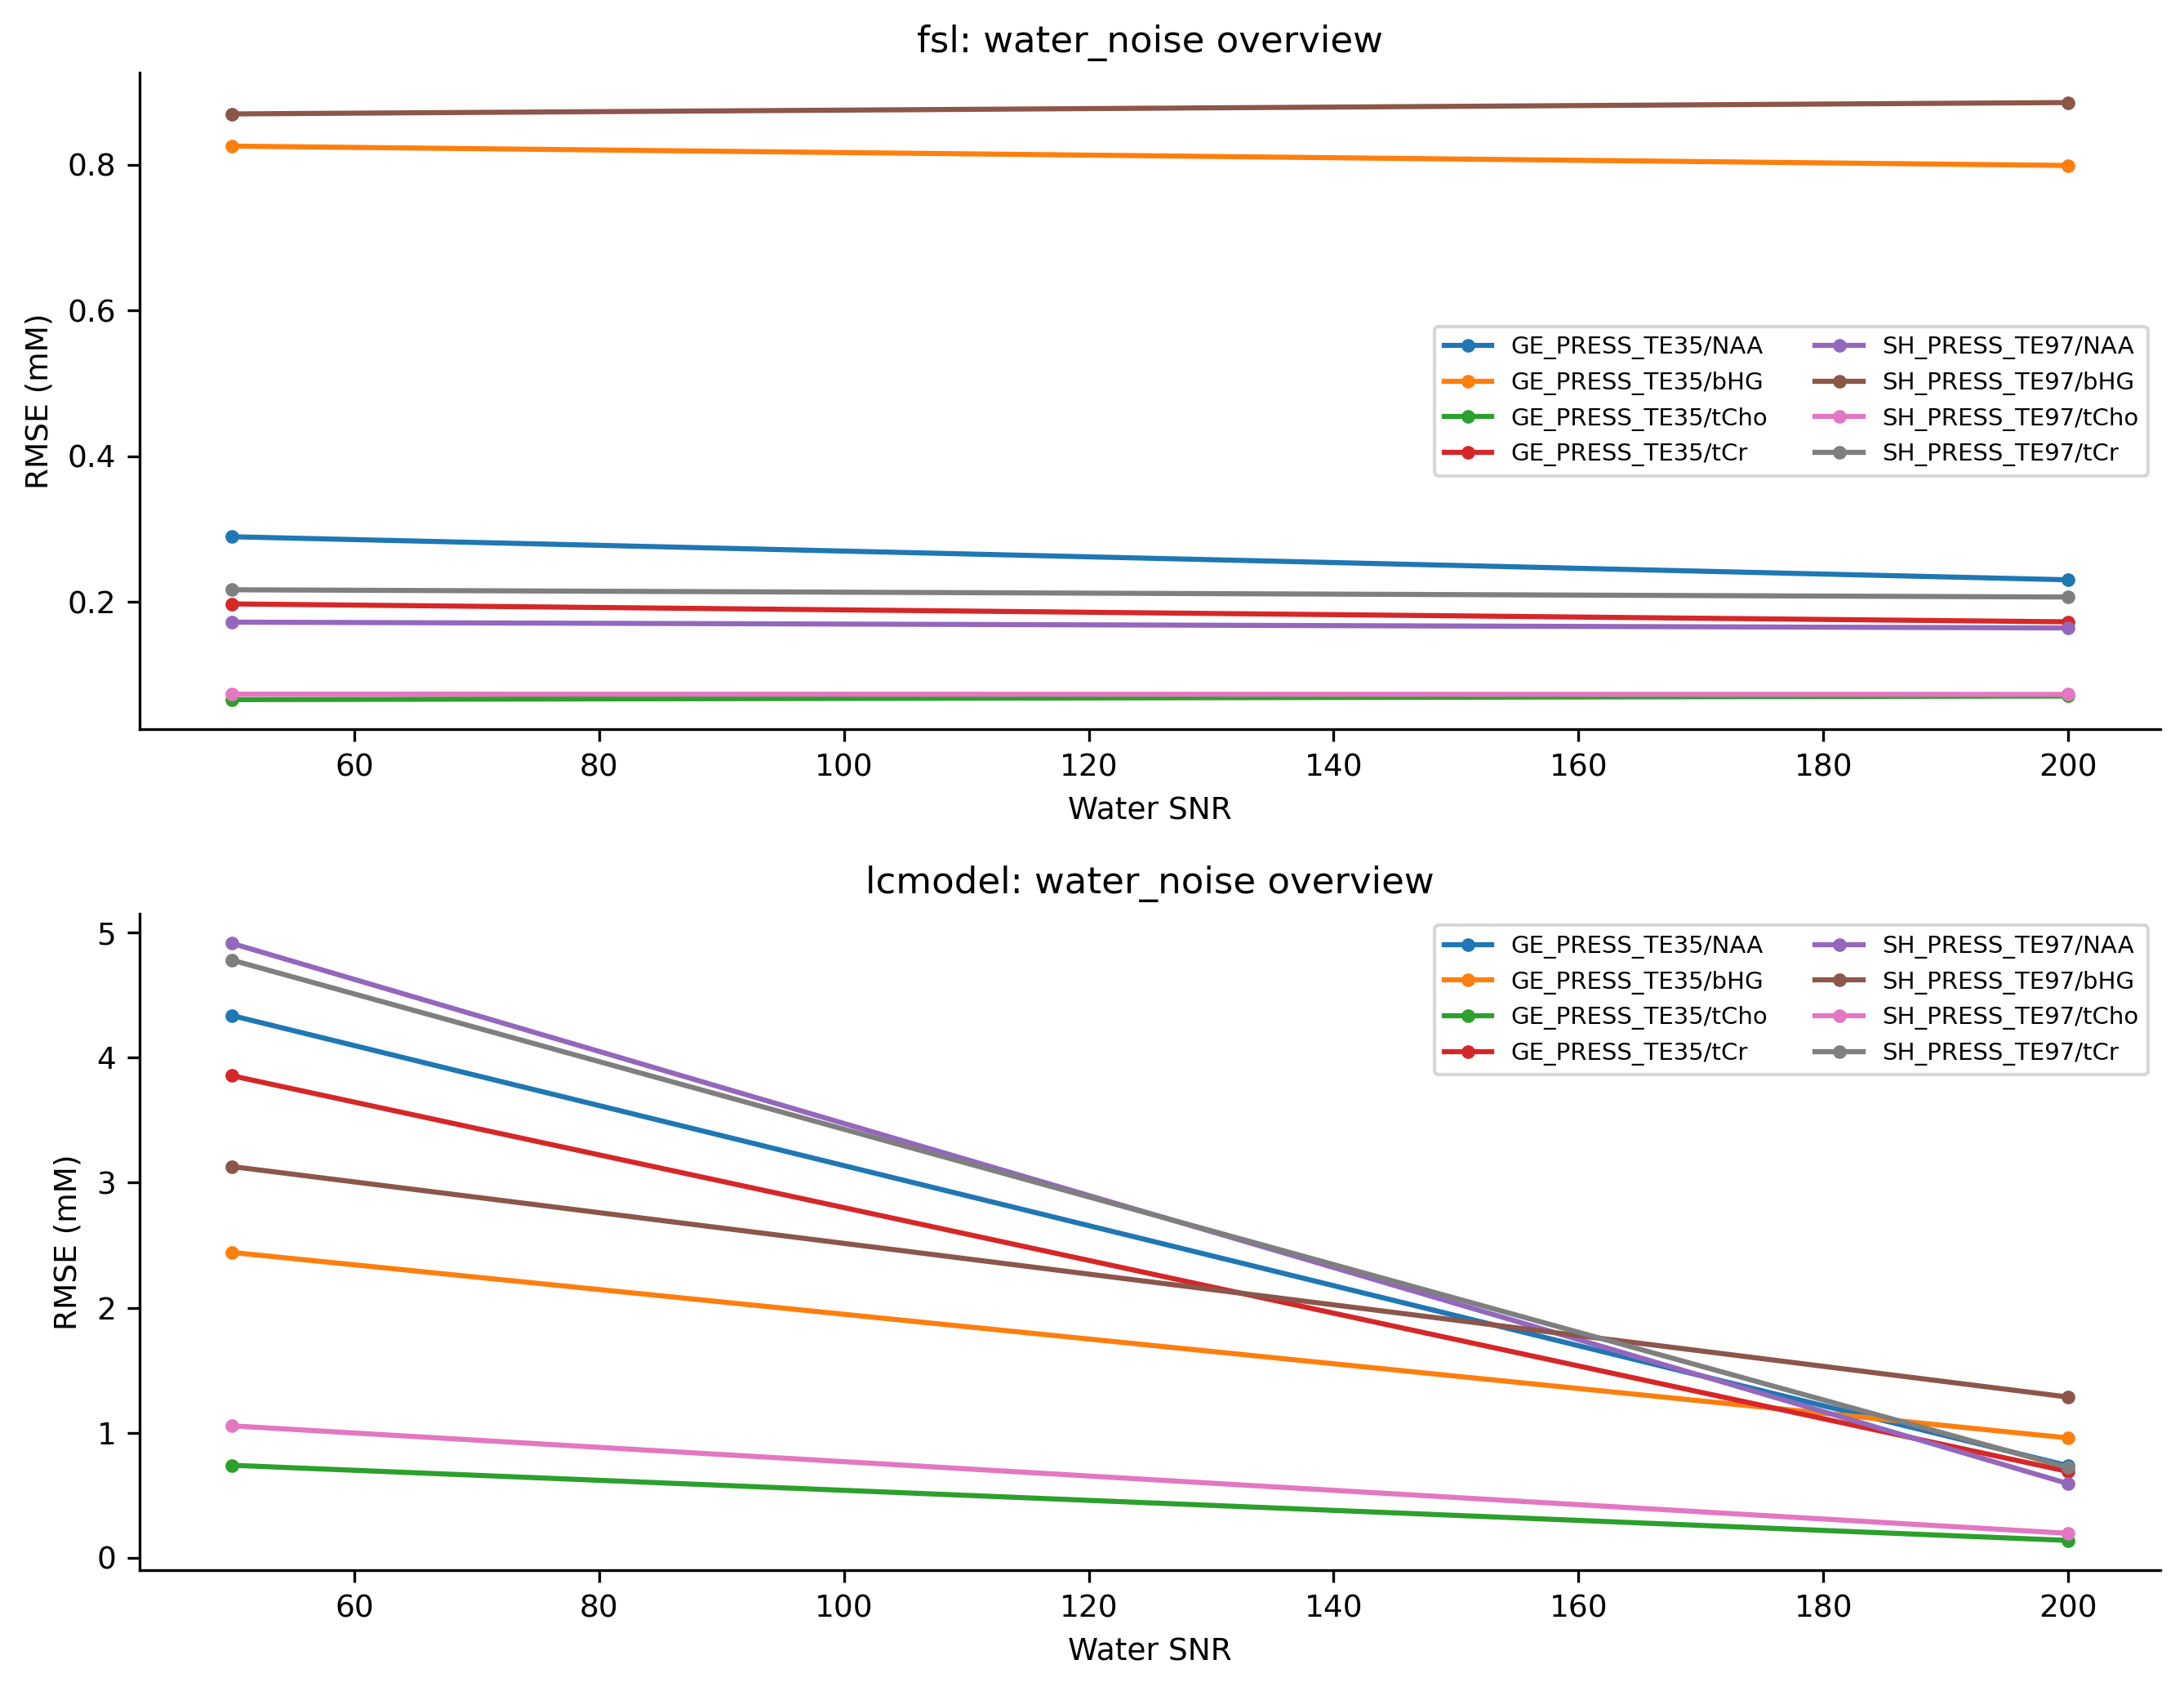 fsl: water_noise overview
RMSE (mM)
0.8
0.6
0.4
0.2
GE_PRESS_TE35/NAA
GE_PRESS_TE35/bHG
GE_PRESS_TE35/tCho
GE_PRESS_TE35/tCr
SH_PRESS_TE97/NAA
SH_PRESS_TE97/bHG
SH_PRESS_TE97/tCho
SH_PRESS_TE97/tCr
60 80 100 120 140 160 180 200
Water SNR
lcmodel: water_noise overview
RMSE (mM)
5
4
3
2
1
0
GE_PRESS_TE35/NAA
GE_PRESS_TE35/bHG
GE_PRESS_TE35/tCho
GE_PRESS_TE35/tCr
SH_PRESS_TE97/NAA
SH_PRESS_TE97/bHG
SH_PRESS_TE97/tCho
SH_PRESS_TE97/tCr
60 80 100 120 140 160 180 200
Water SNR